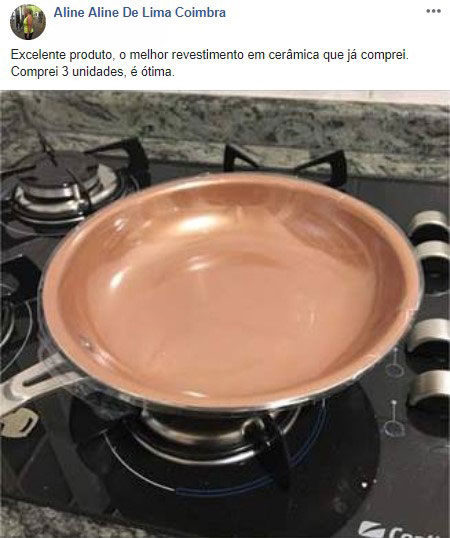 Aline Aline De Lima Coimbra
Excelente produto, o melhor revestimento em cerâmica que já comprei.
Comprei 3 unidades, é ótima.